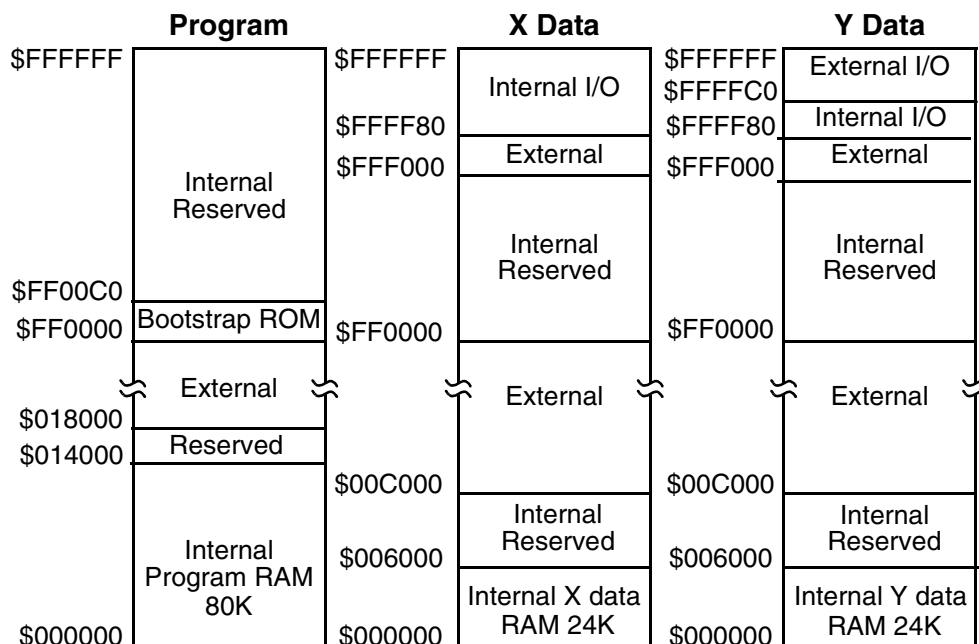 Program
$FFFFFF
Internal
Reserved
$FF00C0
Bootstrap ROM
$FF0000
External
$018000
Reserved
$014000
Internal
Program RAM
80K
$000000
X Data
$FFFFFF
Internal I/O
$FFFF80
External
$FFF000
Internal
Reserved
$FF0000
External
$00C000
Internal
Reserved
$006000
Internal X data
RAM 24K
$000000
Y Data
$FFFFFF
External I/O
$FFFFC0
Internal I/O
$FFFF80
External
$FFF000
Internal
Reserved
$FF0000
External
$00C000
Internal
Reserved
$006000
Internal Y data
RAM 24K
$000000